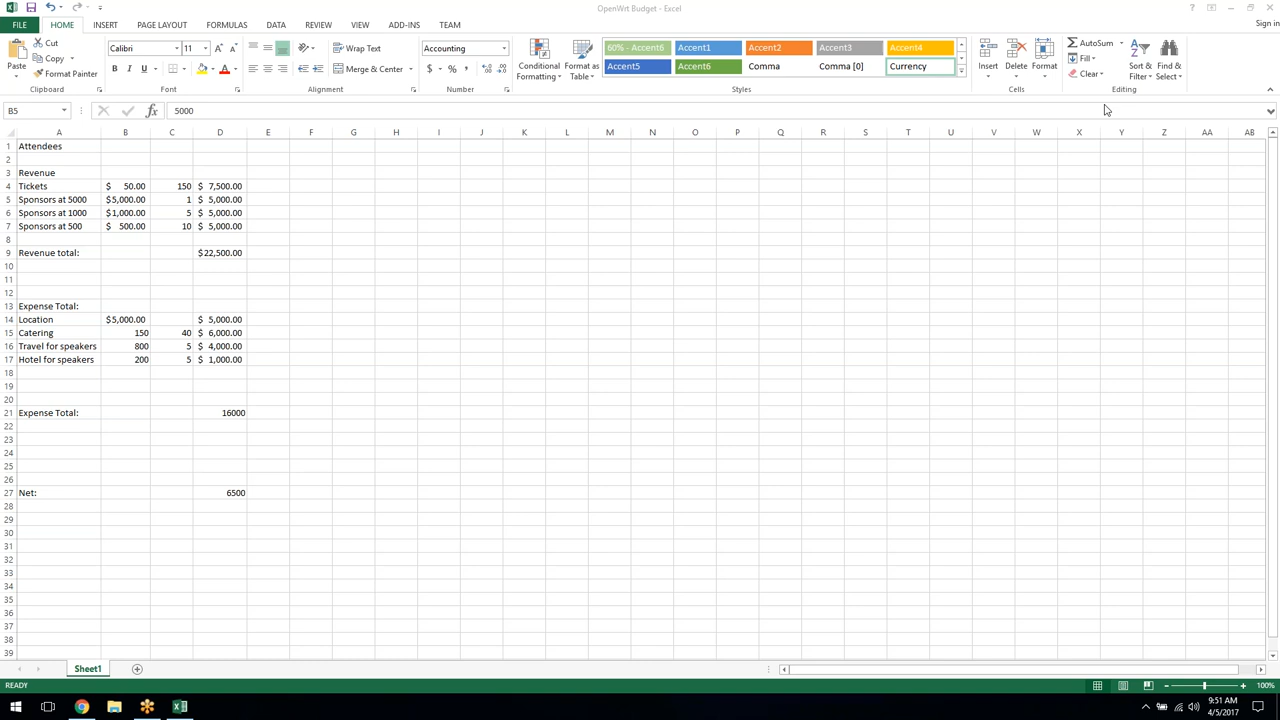 OpenWrt Budget - Excel
Sign in
FILE HOME INSERT PAGE LAYOUT FORMULAS DATA REVIEW VIEW ADD-INS TEAM
Paste
Cut
Copy
Format Painter
Clipboard
Calibri 11
B I U
Font
Wrap Text
Merge & Center
Alignment
Accounting
$ % ,
Number
Conditional Formatting
Format as Table
60% - Accent6 Accent1 Accent2 Accent3 Accent4
Accent5 Accent6 Comma Comma [0] Currency
Styles
Insert Delete Format
Cells
AutoSum
Fill
Clear
Sort & Filter
Find & Select
Editing
B5 fx 5000
A B C D E F G H I J K L M N O P Q R S T U V W X Y Z AA AB
1 Attendees
2
3 Revenue
4 Tickets $ 50.00 150 $ 7,500.00
5 Sponsors at 5000 $5,000.00 1 $ 5,000.00
6 Sponsors at 1000 $1,000.00 5 $ 5,000.00
7 Sponsors at 500 $ 500.00 10 $ 5,000.00
8
9 Revenue total: $22,500.00
10
11
12
13 Expense Total:
14 Location $5,000.00 $ 5,000.00
15 Catering 150 40 $ 6,000.00
16 Travel for speakers 800 5 $ 4,000.00
17 Hotel for speakers 200 5 $ 1,000.00
18
19
20
21 Expense Total: 16000
22
23
24
25
26
27 Net: 6500
28
29
30
31
32
33
34
35
36
37
38
39
Sheet1
READY
100%
9:51 AM
4/5/2017